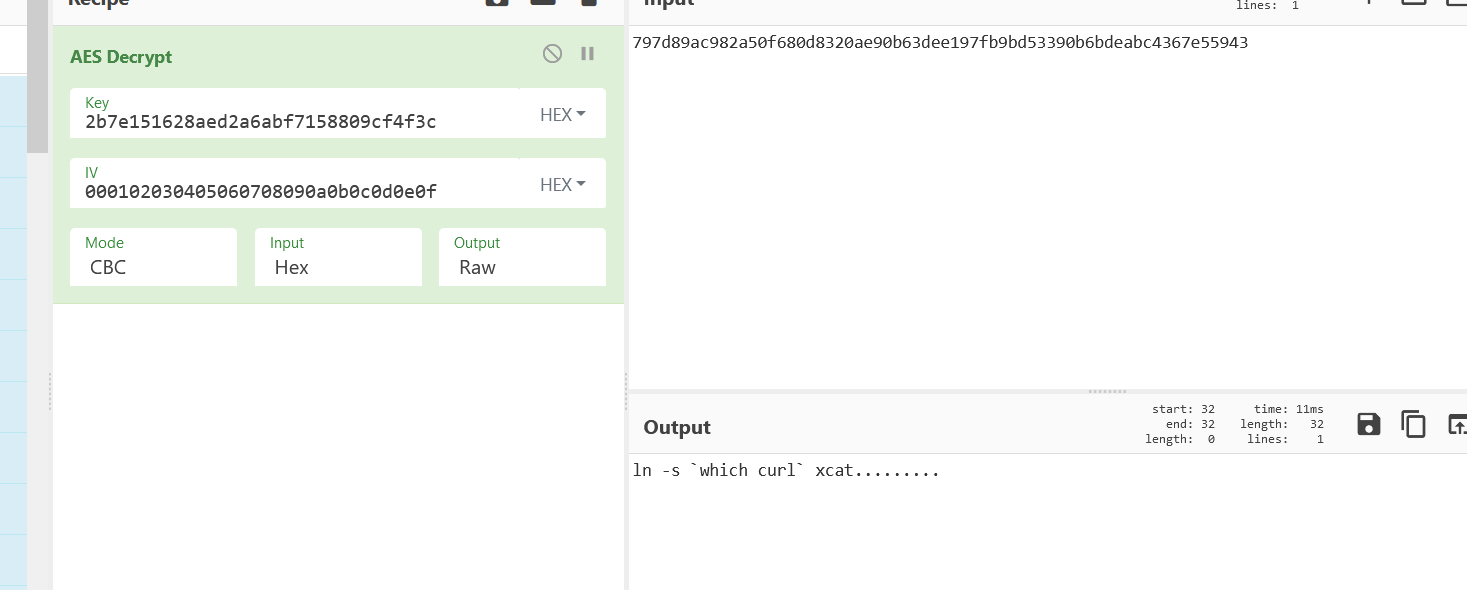 Recipe
AES Decrypt
Key
2b7e151628aed2a6abf7158809cf4f3c
HEX
IV
000102030405060708090a0b0c0d0e0f
HEX
Mode
CBC
Input
Hex
Output
Raw
Input
lines: 1
797d89ac982a50f680d8320ae90b63dee197fb9bd53390b6bdeabc4367e55943
Output
start: 32
end: 32
length: 0
time: 11ms
length: 32
lines: 1
ln -s `which curl` xcat.........